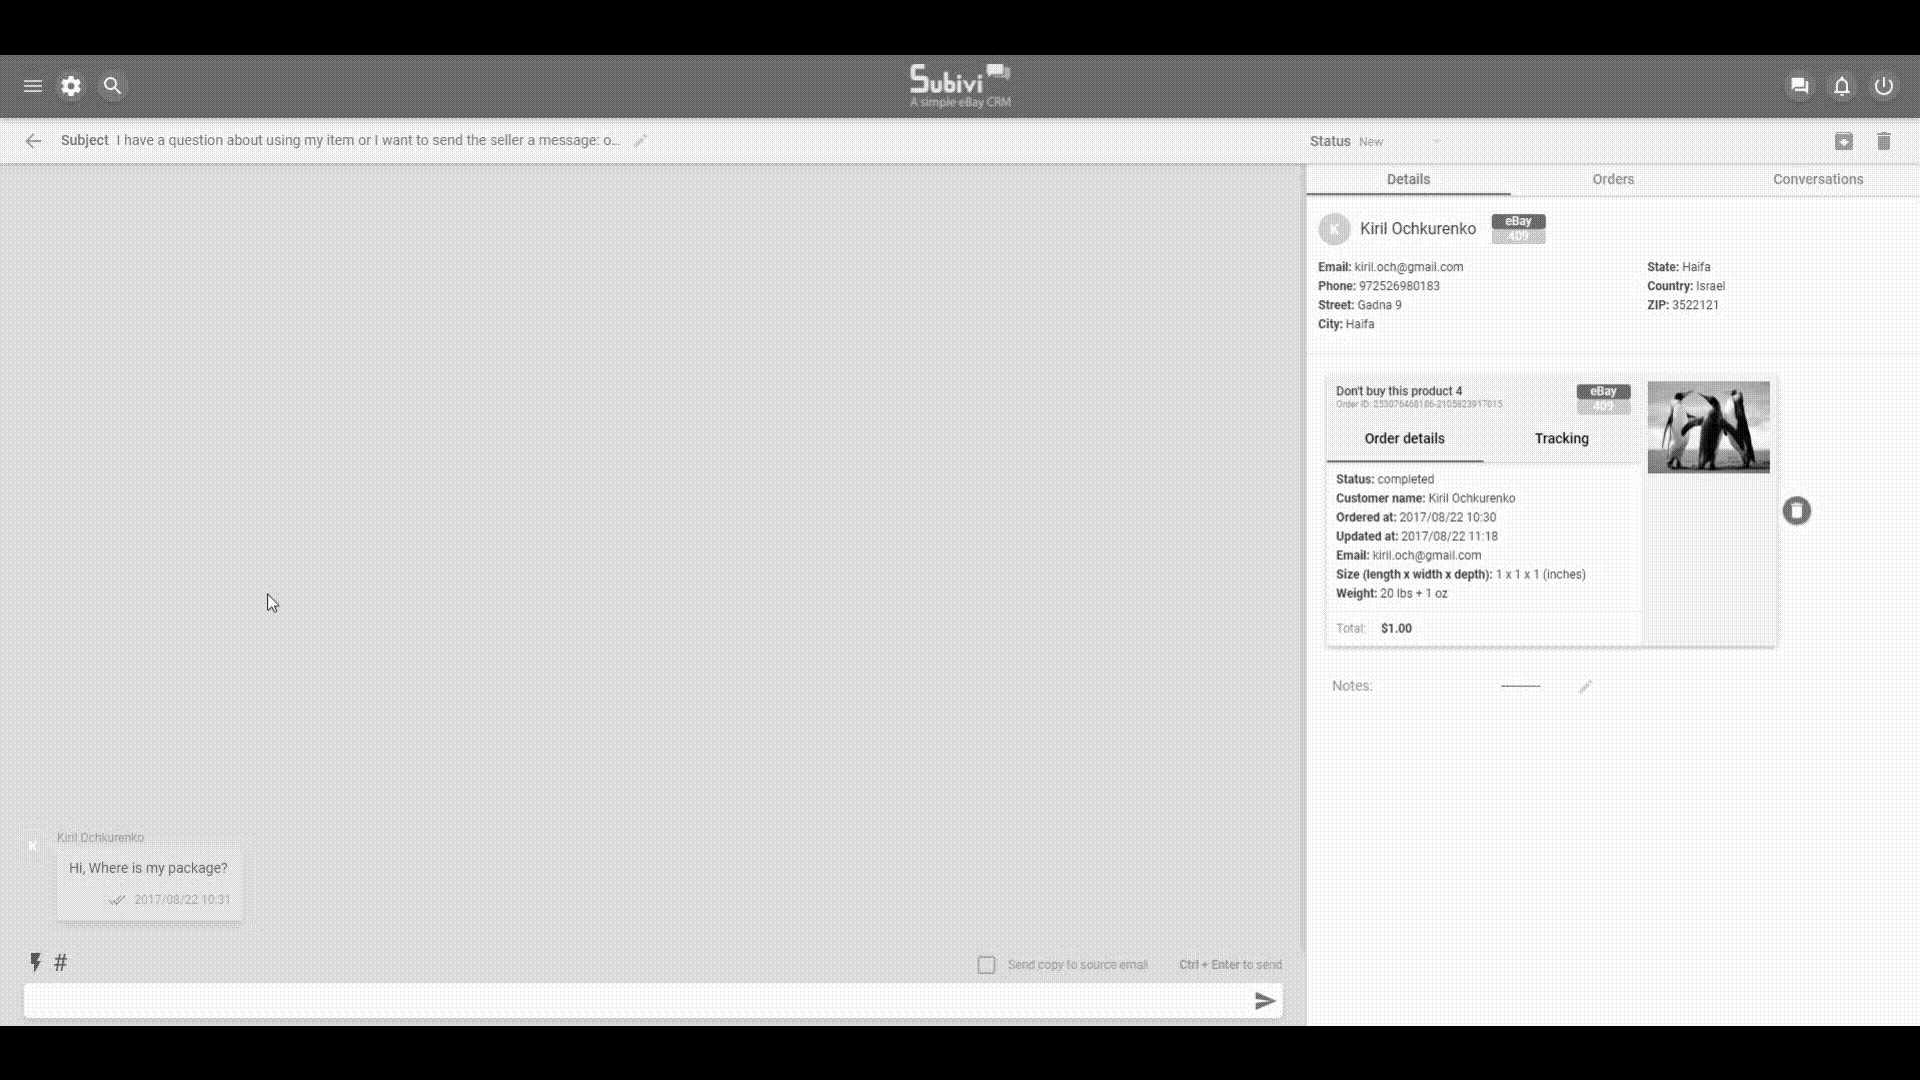 Subivi
A simple eBay CRM
Subject I have a question about using my item or I want to send the seller a message: o...
Status New
Details Orders Conversations
K Kiril Ochkurenko eBay
409
Email: kiril.och@gmail.com
Phone: 972526980183
Street: Gadna 9
City: Haifa
State: Haifa
Country: Israel
ZIP: 3522121
Don't buy this product 4 eBay
Order ID: 253076468186-2105823917015 409
Order details Tracking
Status: completed
Customer name: Kiril Ochkurenko
Ordered at: 2017/08/22 10:30
Updated at: 2017/08/22 11:18
Email: kiril.och@gmail.com
Size (length x width x depth): 1 x 1 x 1 (inches)
Weight: 20 lbs + 1 oz
Total: $1.00
Notes:
Kiril Ochkurenko
K
Hi, Where is my package?
2017/08/22 10:31
# Send copy to source email Ctrl + Enter to send